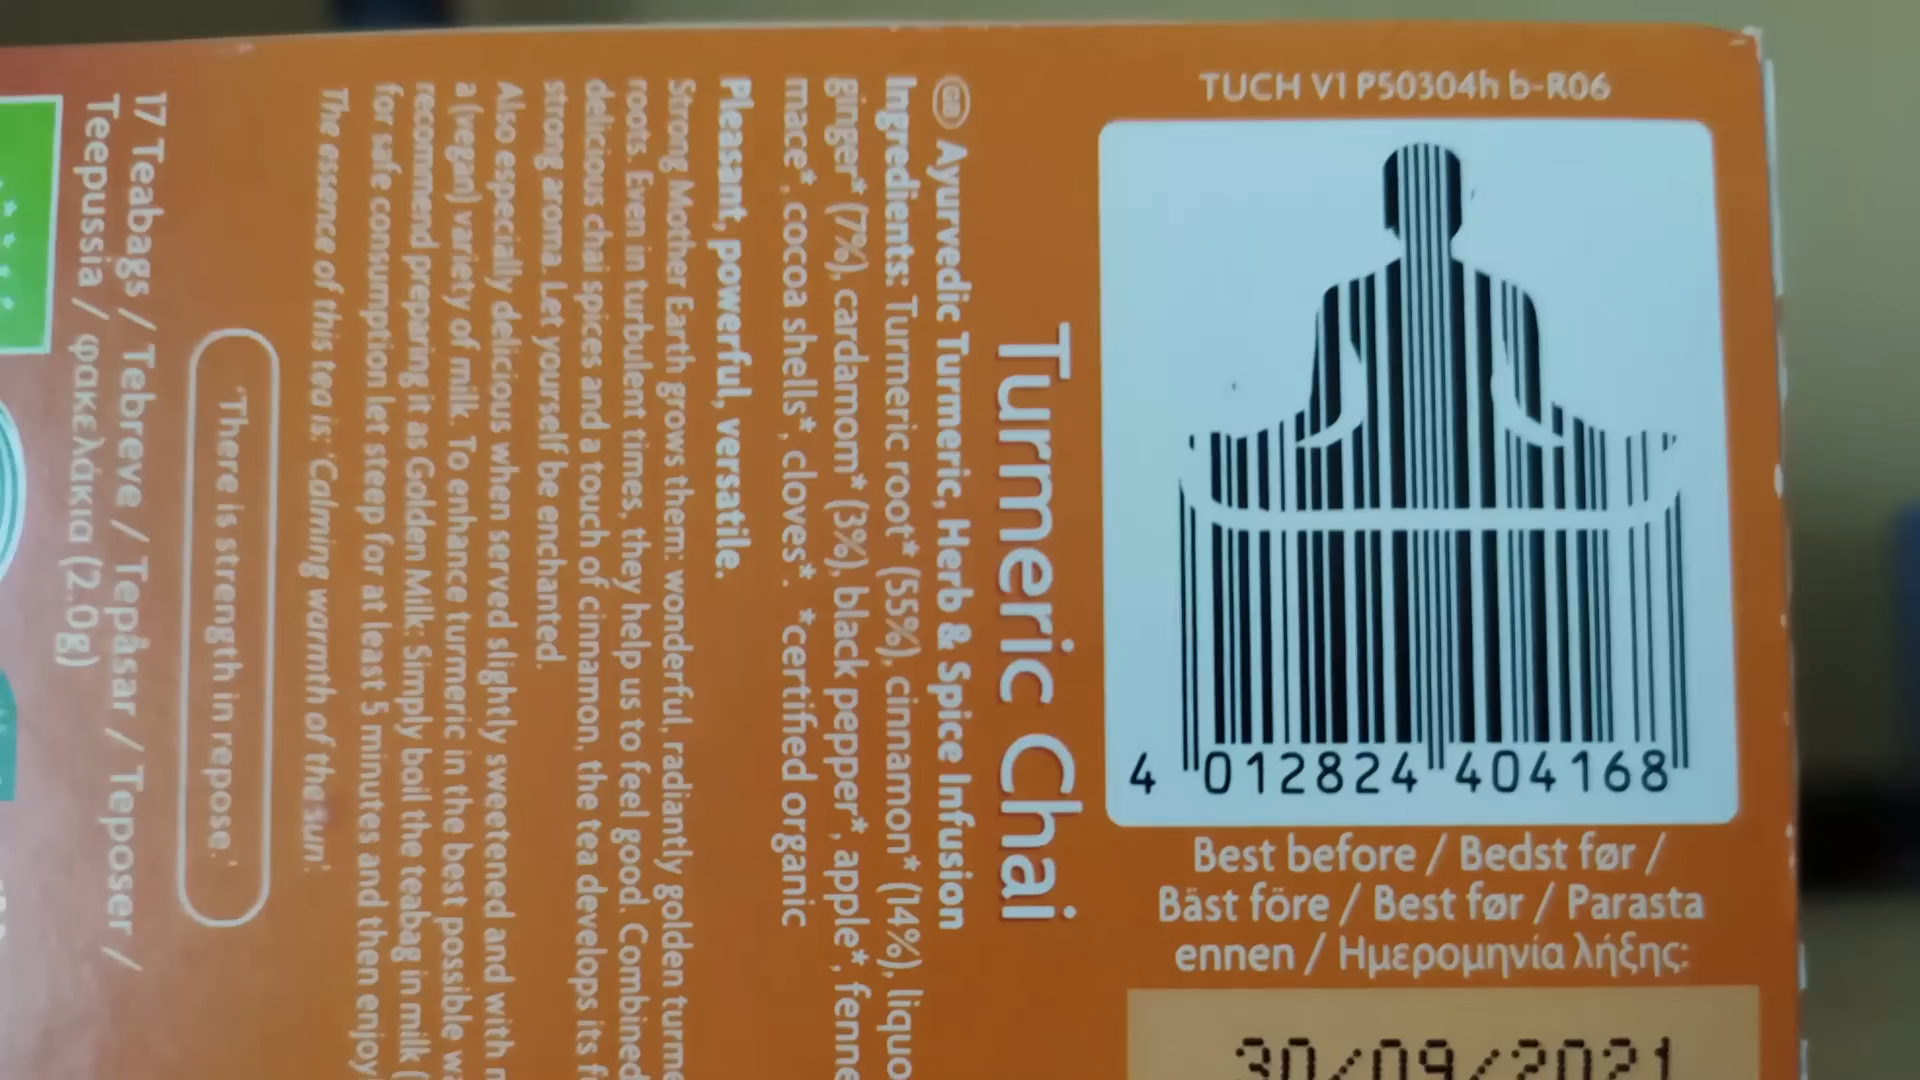 TUCH V1 P50304h b-R06
4 012824 404168
Best before / Bedst før /
Bäst före / Best før / Parasta
ennen / Ημερομηνία λήξης:
30/09/2021
Turmeric Chai
GB Ayurvedic Turmeric, Herb & Spice Infusion
Ingredients: Turmeric root* (55%), cinnamon* (14%),
ginger* (7%), cardamom* (3%), black pepper*, apple*,
mace*, cocoa shells*, cloves*. *certified organic
Pleasant, powerful, versatile.
Strong Mother Earth grows them: wonderful, radiantly golden
roots. Even in turbulent times, they help us to feel good. Combined
delicious chai spices and a touch of cinnamon, the tea develops its
strong aroma. Let yourself be enchanted.
Also especially delicious when served slightly sweetened and with
a (vegan) variety of milk. To enhance turmeric in the best possible
recommend preparing it as Golden Milk: Simply boil the teabag in milk (
for safe consumption let steep for at least 5 minutes and then enjoy
The essence of this tea is: 'Calming warmth of the sun'.
'There is strength in repose.'
17 Teabags / Tebreve / Tepåsar / Teposer /
Teepussia / φακελάκια (2.0g)